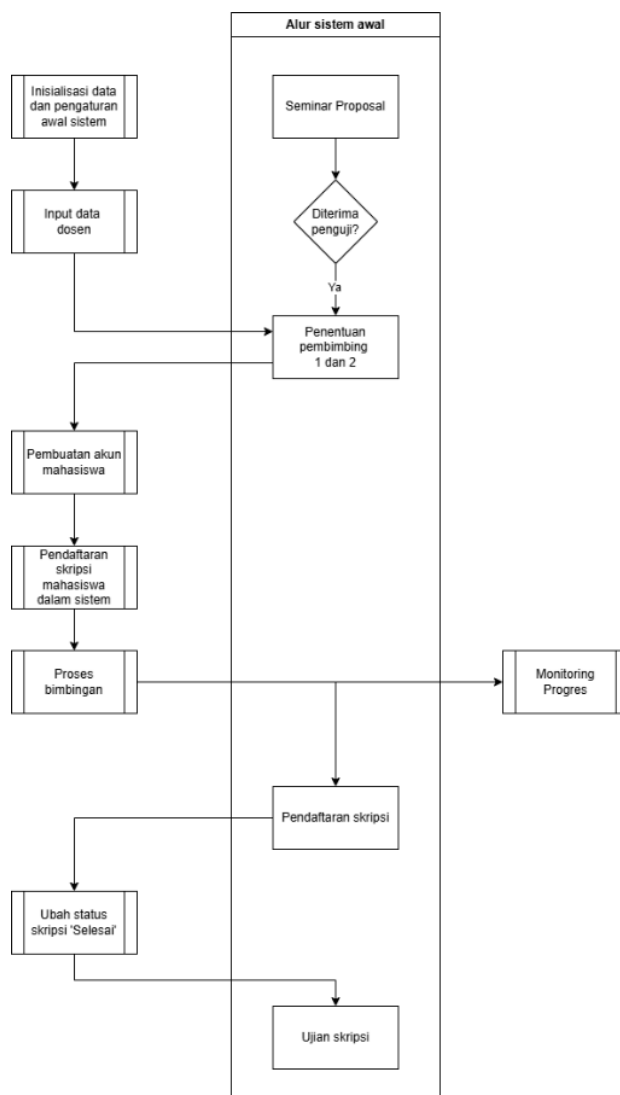 Alur sistem awal
Inisialisasi data
dan pengaturan
awal sistem
Seminar Proposal
Input data
dosen
Diterima
penguji?
Ya
Penentuan
pembimbing
1 dan 2
Pembuatan akun
mahasiswa
Pendaftaran
skripsi
mahasiswa
dalam sistem
Proses
bimbingan
Monitoring
Progres
Pendaftaran skripsi
Ubah status
skripsi 'Selesai'
Ujian skripsi